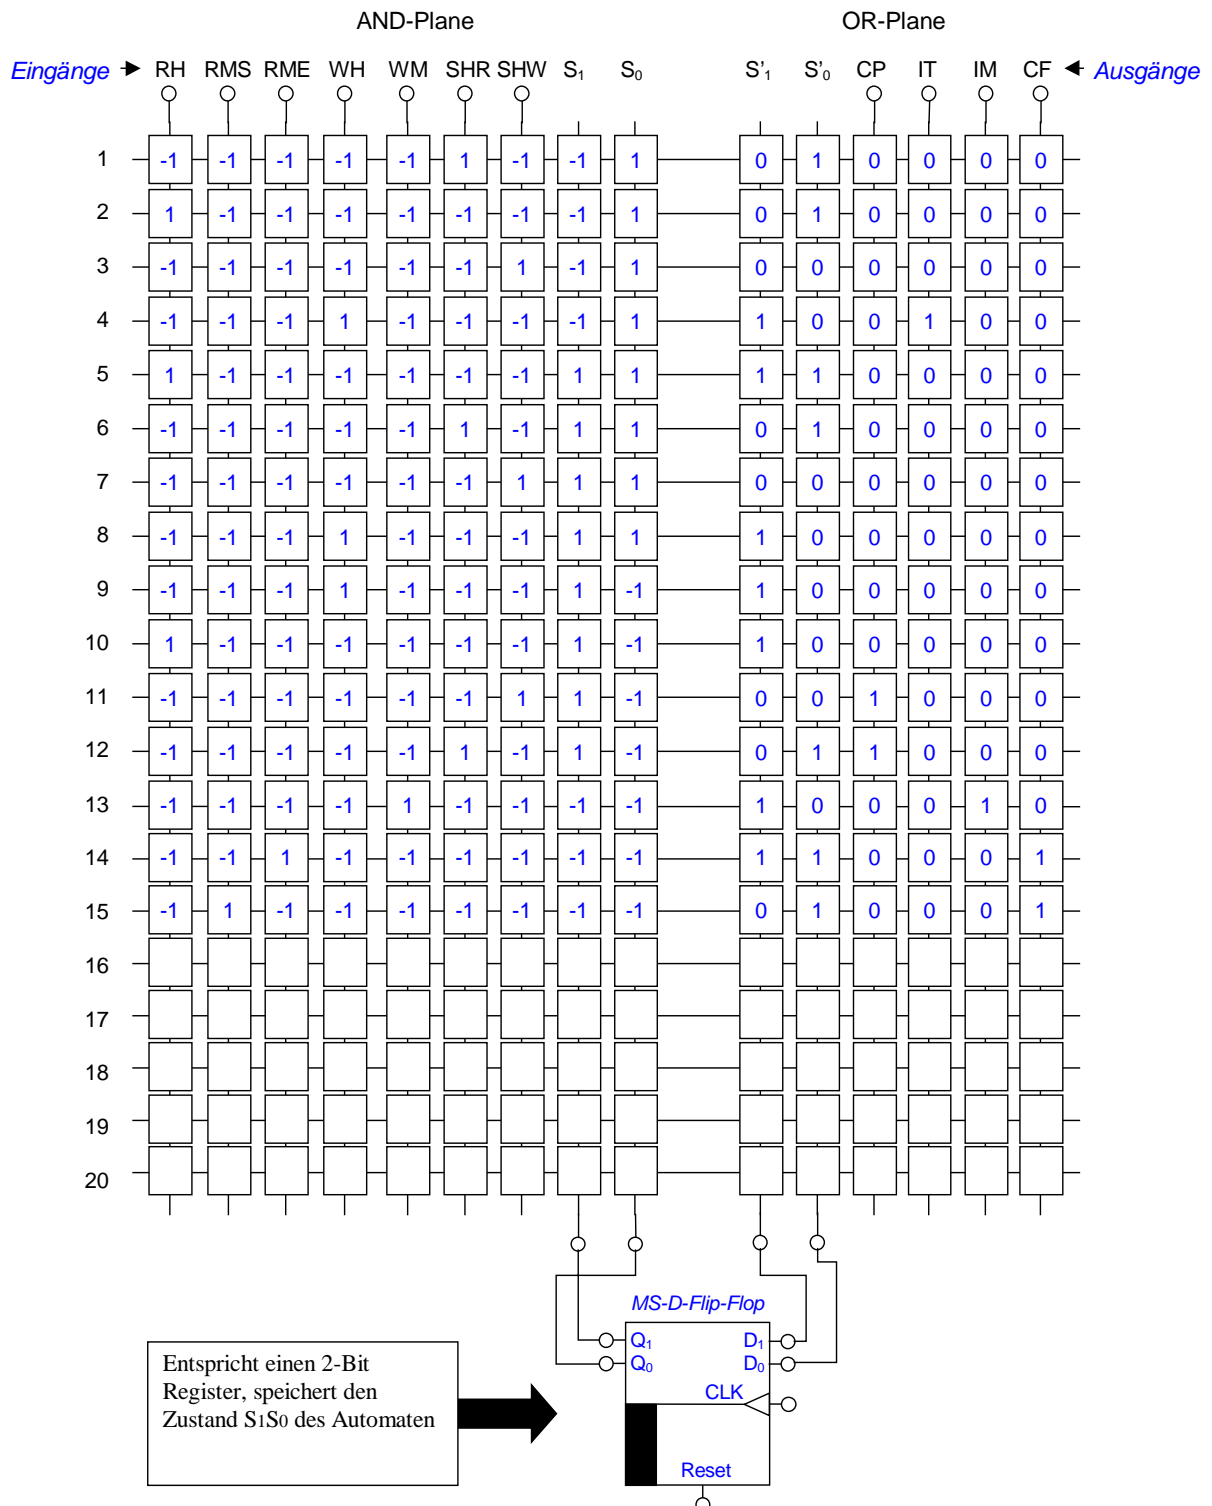 AND-Plane OR-Plane
Eingänge RH RMS RME WH WM SHR SHW S1 S0 S'1 S'0 CP IT IM CF Ausgänge
1 -1 -1 -1 -1 -1 1 -1 -1 1 0 1 0 0 0 0
2 1 -1 -1 -1 -1 -1 -1 -1 1 0 1 0 0 0 0
3 -1 -1 -1 -1 -1 -1 1 -1 1 0 0 0 0 0 0
4 -1 -1 -1 1 -1 -1 -1 -1 1 1 0 0 1 0 0
5 1 -1 -1 -1 -1 -1 -1 1 1 1 1 0 0 0 0
6 -1 -1 -1 -1 -1 1 -1 1 1 0 1 0 0 0 0
7 -1 -1 -1 -1 -1 -1 1 1 1 0 0 0 0 0 0
8 -1 -1 -1 1 -1 -1 -1 1 1 1 0 0 0 0 0
9 -1 -1 -1 1 -1 -1 -1 1 -1 1 0 0 0 0 0
10 1 -1 -1 -1 -1 -1 -1 1 -1 1 0 0 0 0 0
11 -1 -1 -1 -1 -1 -1 1 1 -1 0 0 1 0 0 0
12 -1 -1 -1 -1 -1 1 -1 1 -1 0 1 1 0 0 0
13 -1 -1 -1 -1 1 -1 -1 -1 -1 1 0 0 0 1 0
14 -1 -1 1 -1 -1 -1 -1 -1 -1 1 1 0 0 0 1
15 -1 1 -1 -1 -1 -1 -1 -1 -1 0 1 0 0 0 1
16
17
18
19
20
MS-D-Flip-Flop
Q1 D1
Q0 D0
CLK
Reset
Entspricht einen 2-Bit
Register, speichert den
Zustand S1S0 des Automaten